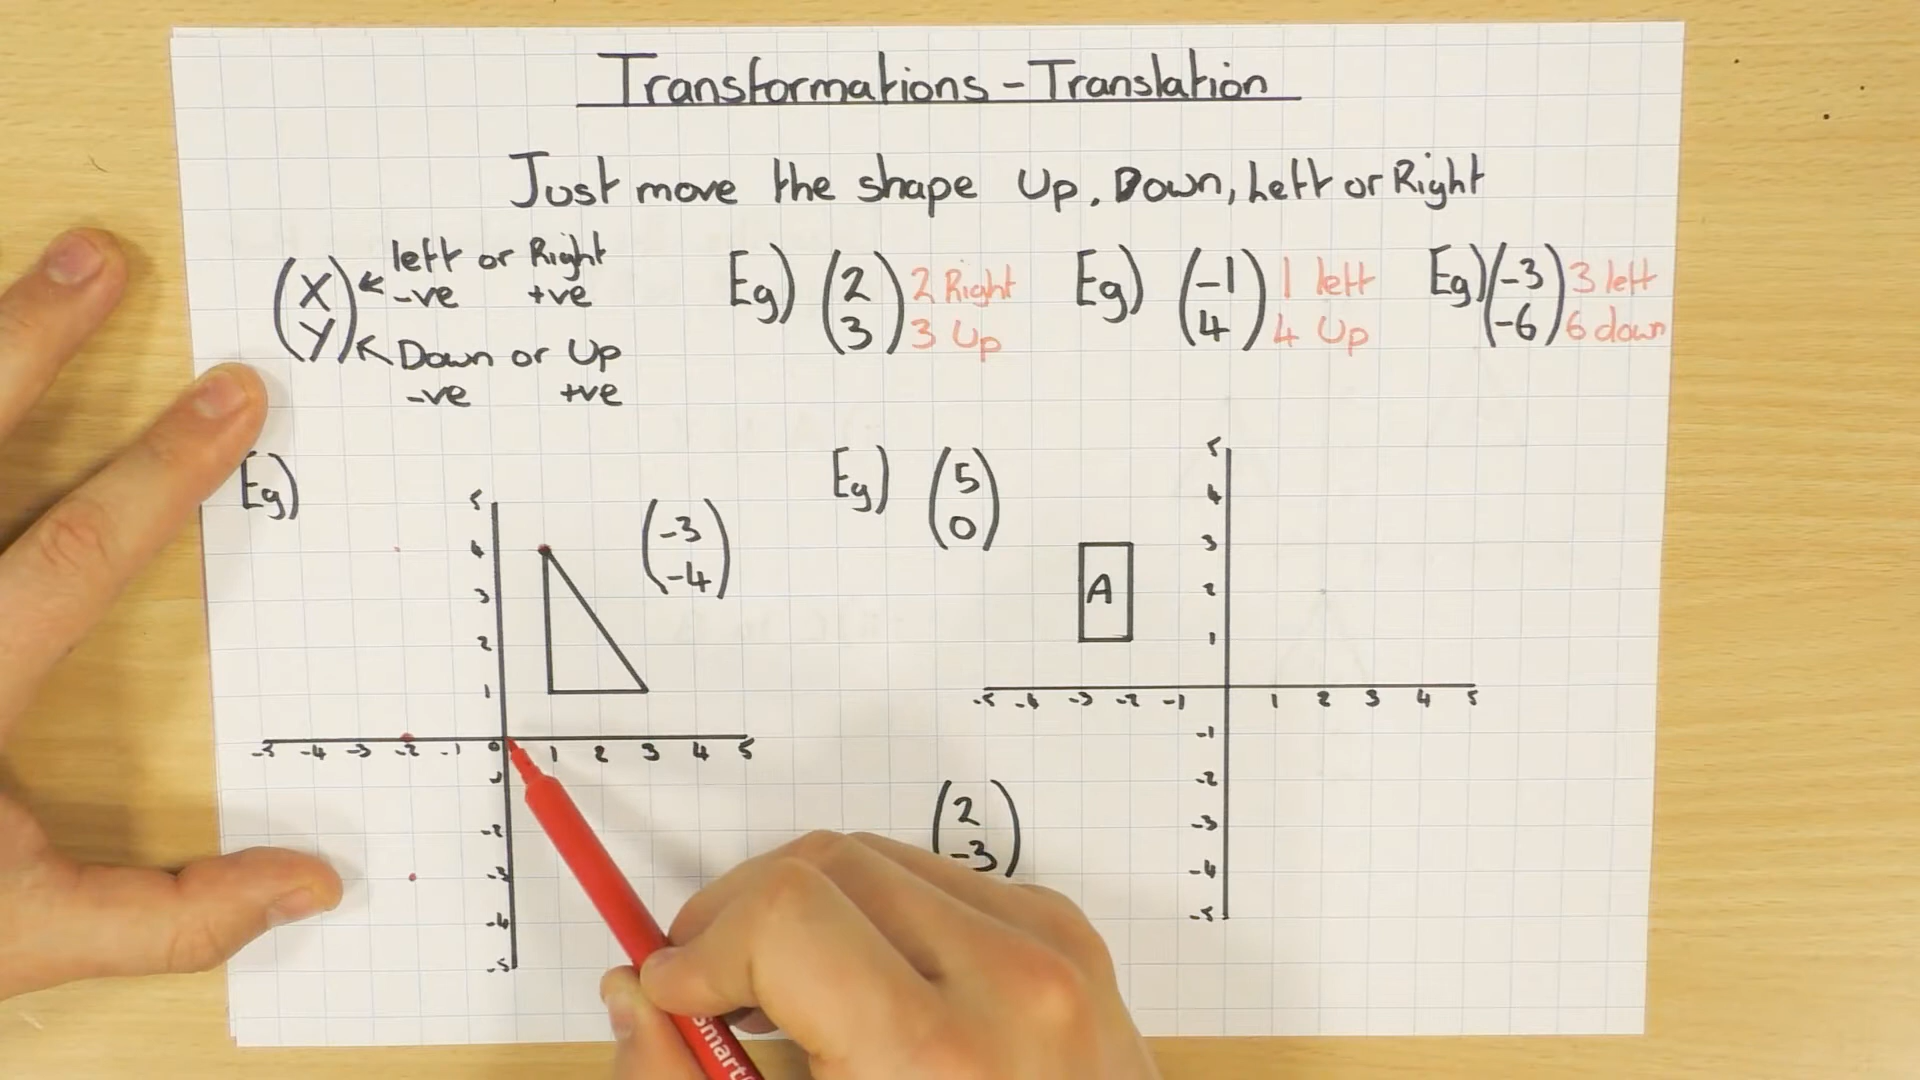 Transformations - Translation
Just move the shape Up, Down, Left or Right
(X Y)
left or Right
-ve +ve
Down or Up
-ve +ve
Eg) (2 3) 2 Right
3 Up
Eg) (-1 4) 1 left
4 Up
Eg) (-3 -6) 3 left
6 down
Eg)
(-3 -4)
5
4
3
2
1
-5 -4 -3 -2 -1 0 1 2 3 4 5
-2
-4
-5
Eg) (5 0)
A
5
4
3
2
1
-5 -4 -3 -2 -1 1 2 3 4 5
-1
-2
-3
-4
-5
(2 -3)
Smart